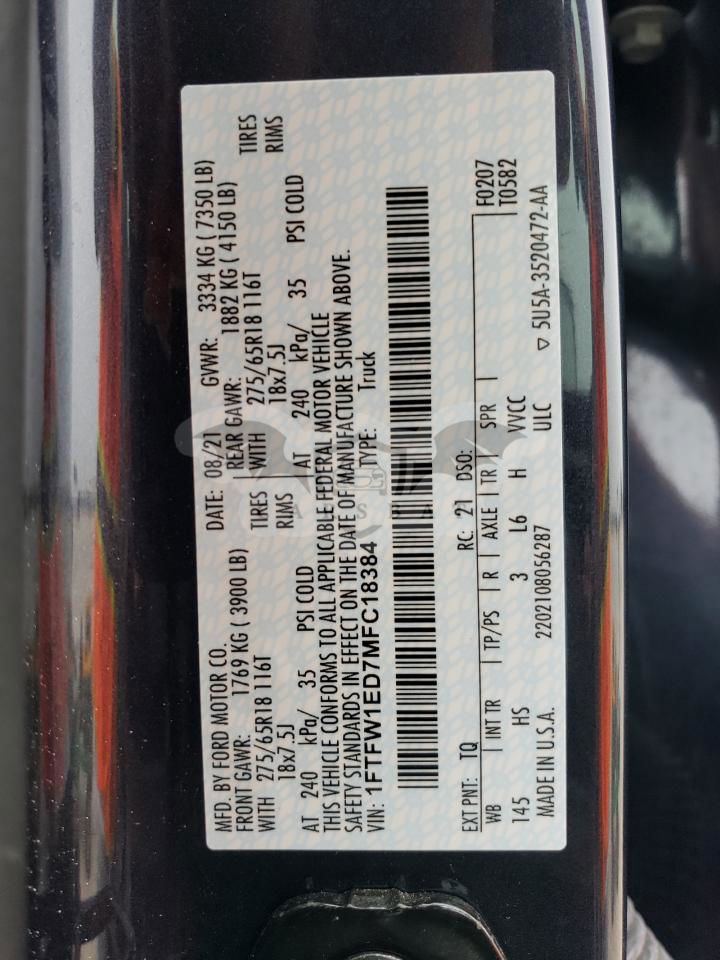 MFD. BY FORD MOTOR CO. DATE: 08/21 GVWR: 3334 KG ( 7350 LB)
FRONT GAWR: 1769 KG ( 3900 LB) REAR GAWR: 1882 KG ( 4150 LB)
WITH 275/65R18 116T TIRES WITH 275/65R18 116T TIRES
18x7.5J RIMS 18x7.5J RIMS
AT 240 kPa/ 35 PSI COLD AT 240 kPa/ 35 PSI COLD
THIS VEHICLE CONFORMS TO ALL APPLICABLE FEDERAL MOTOR VEHICLE
SAFETY STANDARDS IN EFFECT ON THE DATE OF MANUFACTURE SHOWN ABOVE.
VIN: 1FTFW1ED7MFC18384 TYPE: Truck
EXT PNT: TQ RC: 21 DSO: F0207
WB INT TR TP/PS R AXLE TR SPR T0582
145 HS 3 L6 H VVCC
MADE IN U.S.A. 2202108056287 ULC ▽ 5U5A-3520472-AA